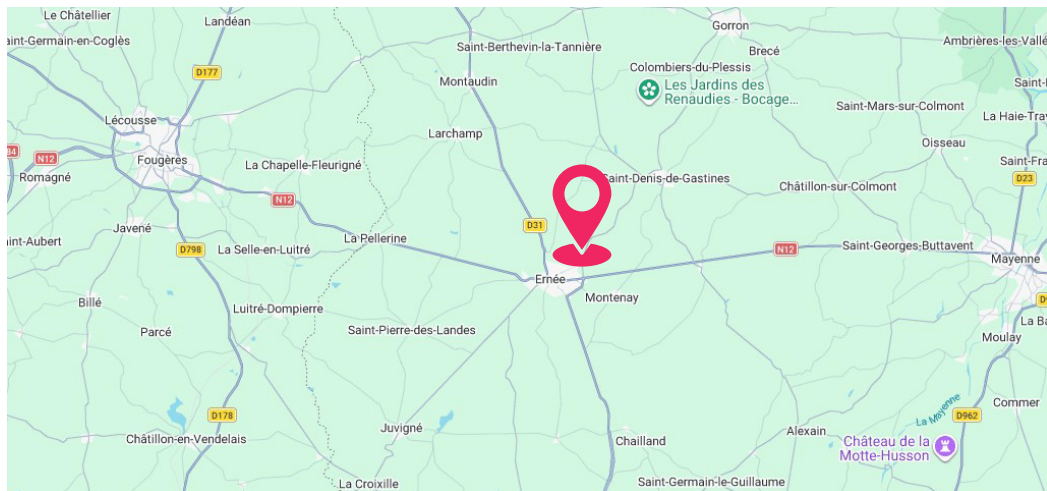 Le Châtellier
Landéan
Gorron
aint-Germain-en-Coglès
Saint-Berthevin-la-Tannière
Brecé
Ambrières-les-Vallé
D177
Montaudin
Colombiers-du-Plessis
Saint-
Les Jardins des
Renaudies - Bocage...
Saint-Mars-sur-Colmont
Lécousse
La Haie-Tray
Larchamp
Oisseau
34
N12
Fougères
La Chapelle-Fleurigné
Saint-Fra
Romagné
Saint-Denis-de-Gastines
D23
Châtillon-sur-Colmont
N12
Javené
D31
aint-Aubert
D798
La Selle-en-Luitré
La Pellerine
N12
Saint-Georges-Buttavent
Mayenne
Ernée
Billé
Montenay
Luitré-Dompierre
Parcé
Saint-Pierre-des-Landes
La Ba
Moulay
La Mayenne
Commer
D178
D962
Juvigné
Alexain
Châtillon-en-Vendelais
Chailland
Château de la
Motte-Husson
La Croixille
Saint-Germain-le-Guillaume